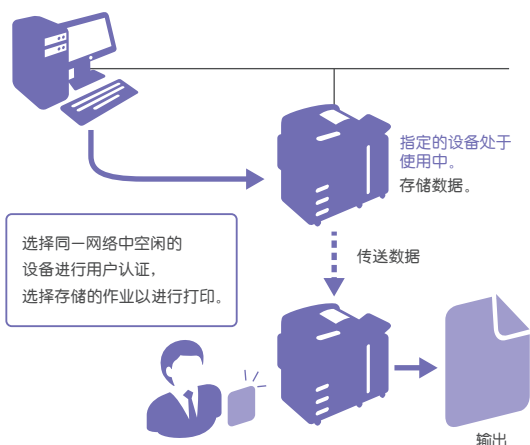 指定的设备处于
使用中。
存储数据。
选择同一网络中空闲的
设备进行用户认证，
选择存储的作业以进行打印。
传送数据
输出